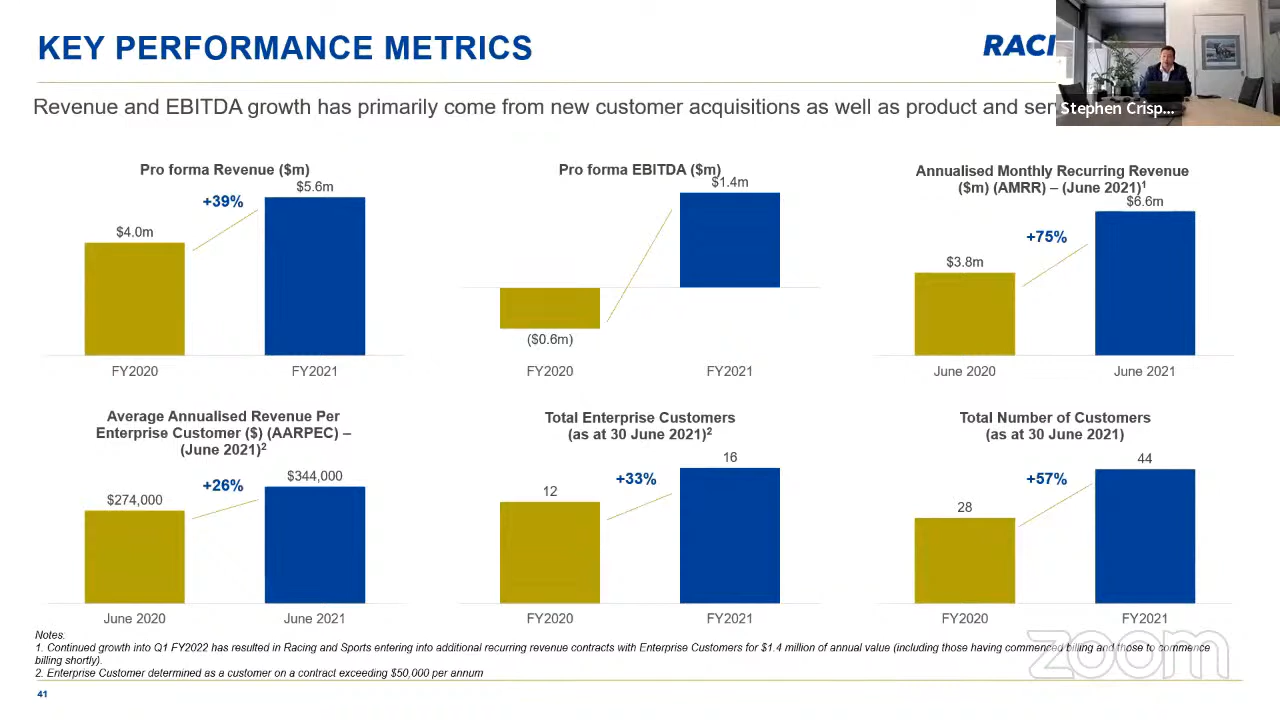 KEY PERFORMANCE METRICS
Stephen Crisp...
Revenue and EBITDA growth has primarily come from new customer acquisitions as well as product and
Pro forma Revenue ($m)
$4.0m
+39%
$5.6m
FY2020
FY2021
Pro forma EBITDA ($m)
($0.6m)
$1.4m
FY2020
FY2021
Annualised Monthly Recurring Revenue
($m) (AMRR) – (June 2021)¹
$3.8m
+75%
$6.6m
June 2020
June 2021
Average Annualised Revenue Per
Enterprise Customer ($) (AARPEC) –
(June 2021)²
$274,000
+26%
$344,000
June 2020
June 2021
Total Enterprise Customers
(as at 30 June 2021)²
12
+33%
16
FY2020
FY2021
Total Number of Customers
(as at 30 June 2021)
28
+57%
44
FY2020
FY2021
Notes:
1. Continued growth into Q1 FY2022 has resulted in Racing and Sports entering into additional recurring revenue contracts with Enterprise Customers for $1.4 million of annual value (including those having commenced billing and those to commence
billing shortly).
2. Enterprise Customer determined as a customer on a contract exceeding $50,000 per annum
zoom
41